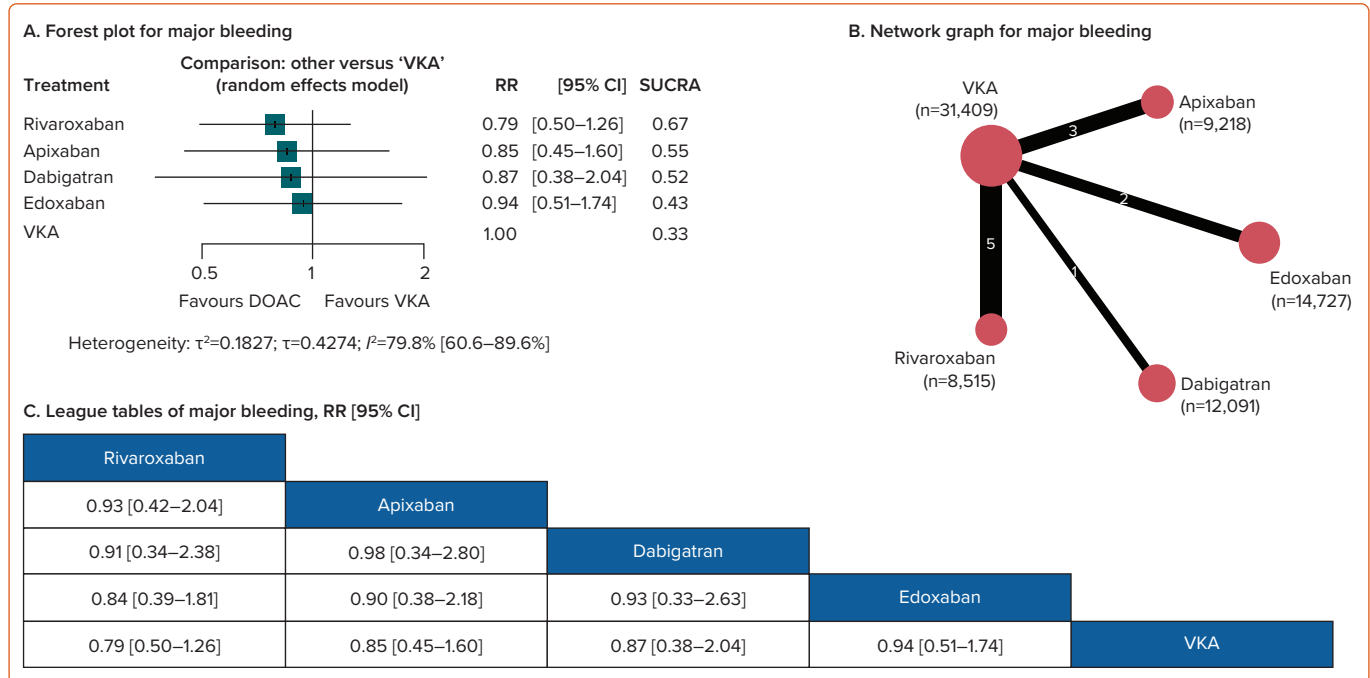 A. Forest plot for major bleeding
Comparison: other versus ‘VKA’
Treatment (random effects model) RR [95% CI] SUCRA
Rivaroxaban 0.79 [0.50–1.26] 0.67
Apixaban 0.85 [0.45–1.60] 0.55
Dabigatran 0.87 [0.38–2.04] 0.52
Edoxaban 0.94 [0.51–1.74] 0.43
VKA 1.00 0.33
0.5 1 2
Favours DOAC Favours VKA
Heterogeneity: τ²=0.1827; τ=0.4274; I²=79.8% [60.6–89.6%]
B. Network graph for major bleeding
VKA
(n=31,409)
Apixaban
(n=9,218)
3
2
Edoxaban
(n=14,727)
5
1
Rivaroxaban
(n=8,515)
Dabigatran
(n=12,091)
C. League tables of major bleeding, RR [95% CI]
Rivaroxaban
0.93 [0.42–2.04] Apixaban
0.91 [0.34–2.38] 0.98 [0.34–2.80] Dabigatran
0.84 [0.39–1.81] 0.90 [0.38–2.18] 0.93 [0.33–2.63] Edoxaban
0.79 [0.50–1.26] 0.85 [0.45–1.60] 0.87 [0.38–2.04] 0.94 [0.51–1.74] VKA